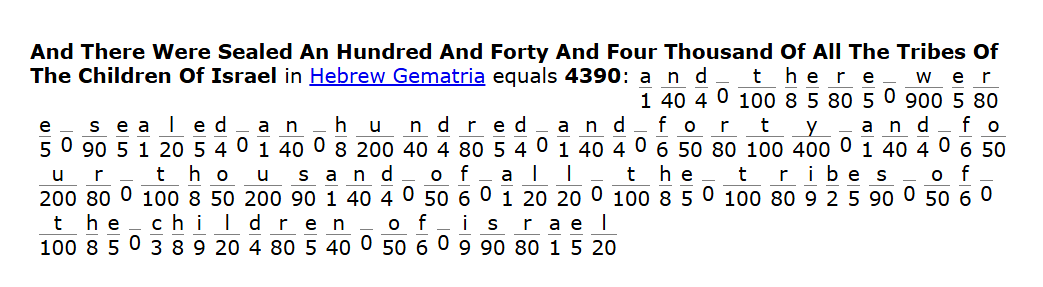 And There Were Sealed An Hundred And Forty And Four Thousand Of All The Tribes Of
The Children Of Israel in Hebrew Gematria equals 4390: a n d _ t h e r e _ w e r
1 40 4 0 100 8 5 80 5 0 900 5 80
e _ s e a l e d _ a n _ h u n d r e d _ a n d _ f o r t y _ a n d _ f o
5 0 90 5 1 20 5 4 0 1 40 0 8 200 40 4 80 5 4 0 1 40 4 0 6 50 80 100 400 0 1 40 4 0 6 50
u r _ t h o u s a n d _ o f _ a l l _ t h e _ t r i b e s _ o f _
200 80 0 100 8 50 200 90 1 40 4 0 50 6 0 1 20 20 0 100 8 5 0 100 80 9 2 5 90 0 50 6 0
t h e _ c h i l d r e n _ o f _ i s r a e l
100 8 5 0 3 8 9 20 4 80 5 40 0 50 6 0 9 90 80 1 5 20